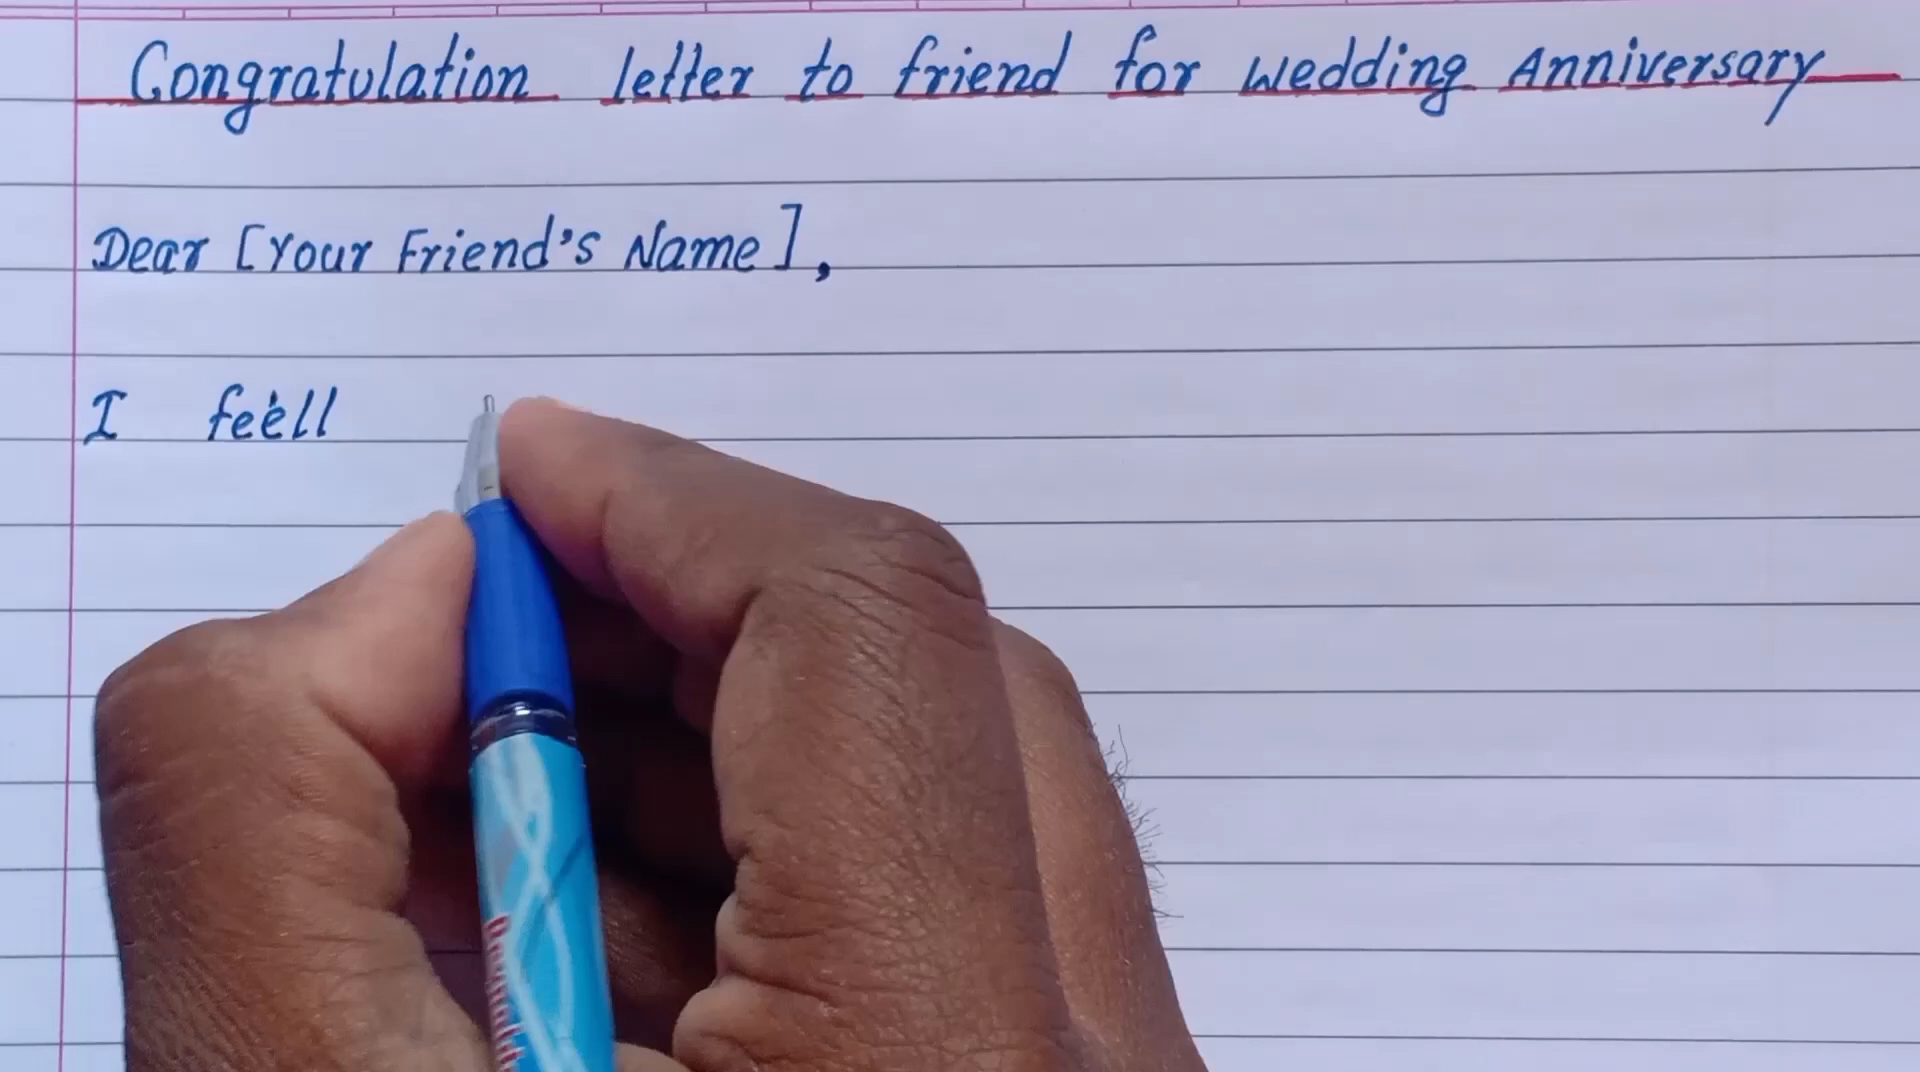 Congratulation letter to friend for wedding Anniversary
Dear [Your Friend's Name],
I feell